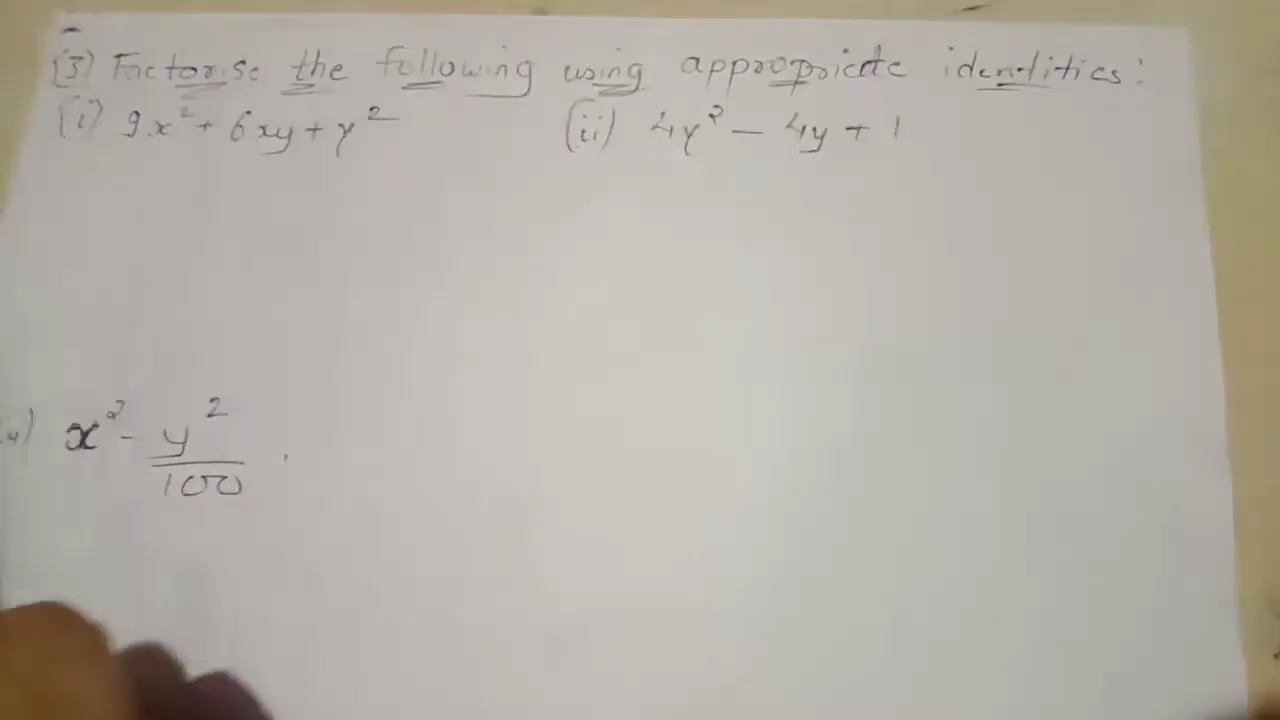 (3) Factorise the following using appropriate identities:
(i) 9x² + 6xy + y² (ii) 4y² - 4y + 1
x² - y²/100 .